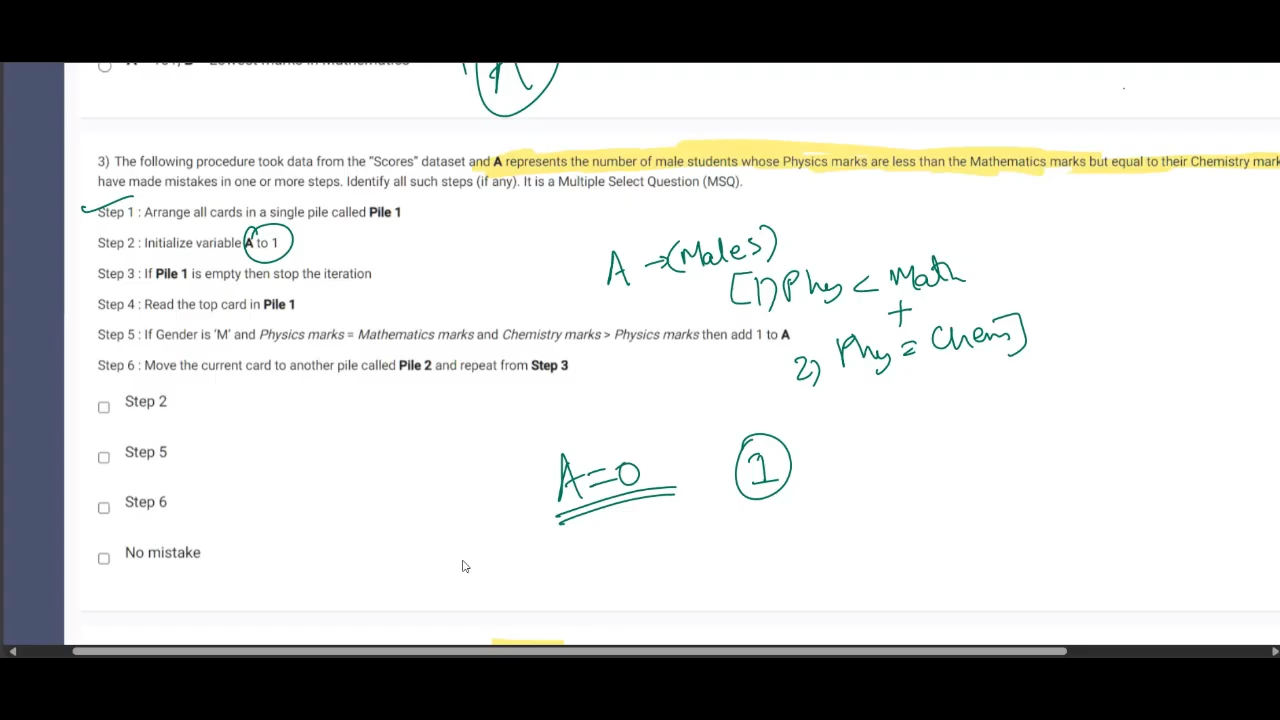 3) The following procedure took data from the "Scores" dataset and A represents the number of male students whose Physics marks are less than the Mathematics marks but equal to their Chemistry mark
have made mistakes in one or more steps. Identify all such steps (if any). It is a Multiple Select Question (MSQ).
Step 1 : Arrange all cards in a single pile called Pile 1
Step 2 : Initialize variable A to 1
Step 3 : If Pile 1 is empty then stop the iteration
Step 4 : Read the top card in Pile 1
Step 5 : If Gender is 'M' and Physics marks = Mathematics marks and Chemistry marks > Physics marks then add 1 to A
Step 6 : Move the current card to another pile called Pile 2 and repeat from Step 3
A → (Males)
[1) Phy < Math
+
2) Phy = Chem]
Step 2
Step 5
Step 6
No mistake
A=0
1